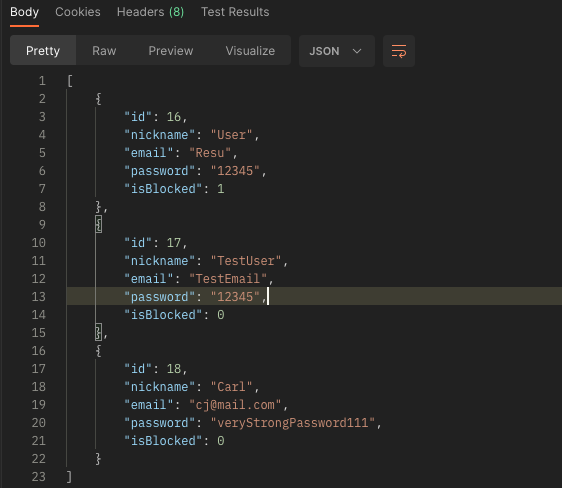 Body Cookies Headers (8) Test Results
Pretty Raw Preview Visualize JSON
1 [
2 {
3 "id": 16,
4 "nickname": "User",
5 "email": "Resu",
6 "password": "12345",
7 "isBlocked": 1
8 },
9 {
10 "id": 17,
11 "nickname": "TestUser",
12 "email": "TestEmail",
13 "password": "12345",
14 "isBlocked": 0
15 },
16 {
17 "id": 18,
18 "nickname": "Carl",
19 "email": "cj@mail.com",
20 "password": "veryStrongPassword111",
21 "isBlocked": 0
22 }
23 ]